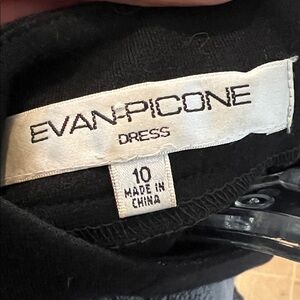 EVAN-PICONE
DRESS
10
MADE IN
CHINA